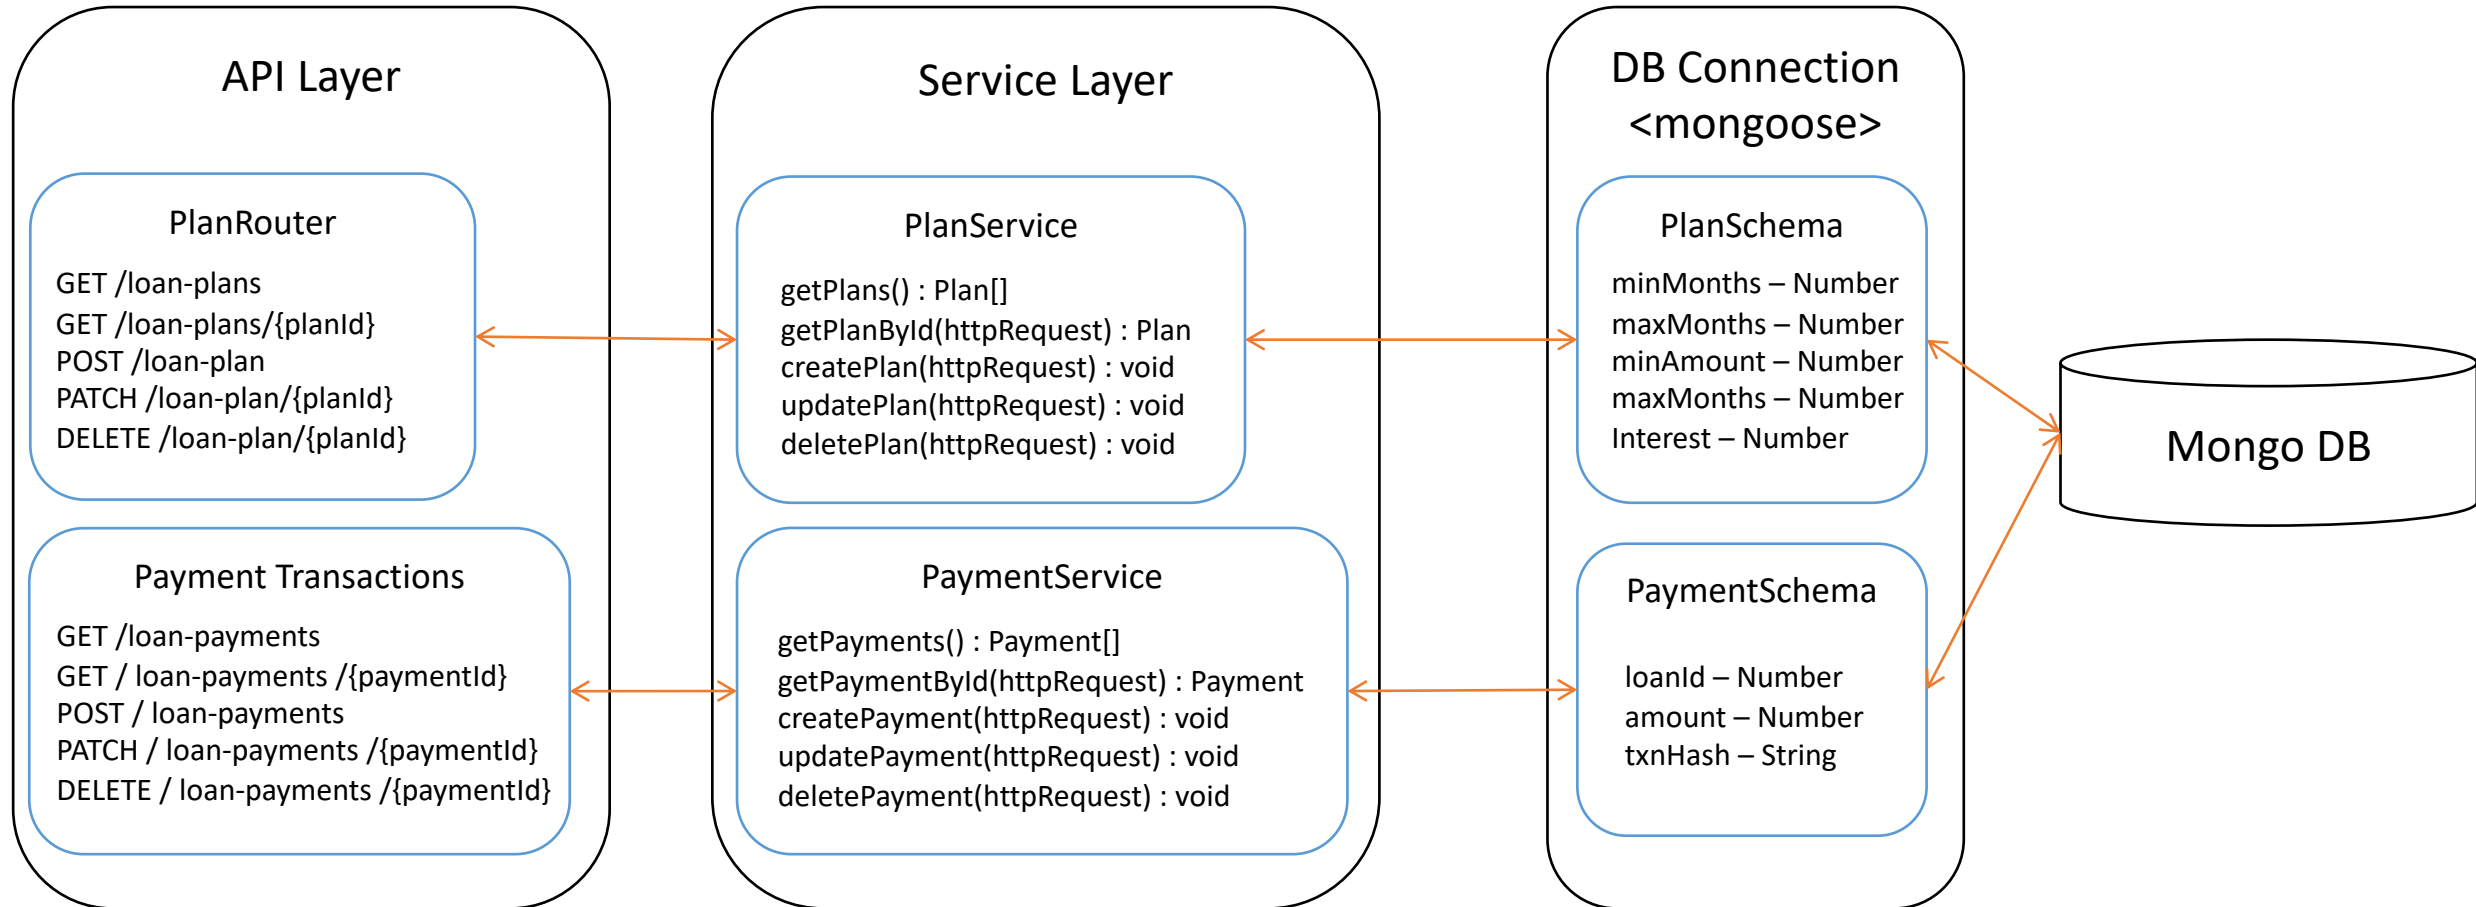 API Layer
PlanRouter
GET /loan-plans
GET /loan-plans/{planId}
POST /loan-plan
PATCH /loan-plan/{planId}
DELETE /loan-plan/{planId}
Payment Transactions
GET /loan-payments
GET / loan-payments /{paymentId}
POST / loan-payments
PATCH / loan-payments /{paymentId}
DELETE / loan-payments /{paymentId}
Service Layer
PlanService
getPlans() : Plan[]
getPlanById(httpRequest) : Plan
createPlan(httpRequest) : void
updatePlan(httpRequest) : void
deletePlan(httpRequest) : void
PaymentService
getPayments() : Payment[]
getPaymentById(httpRequest) : Payment
createPayment(httpRequest) : void
updatePayment(httpRequest) : void
deletePayment(httpRequest) : void
DB Connection
<mongoose>
PlanSchema
minMonths – Number
maxMonths – Number
minAmount – Number
maxMonths – Number
Interest – Number
PaymentSchema
loanId – Number
amount – Number
txnHash – String
Mongo DB